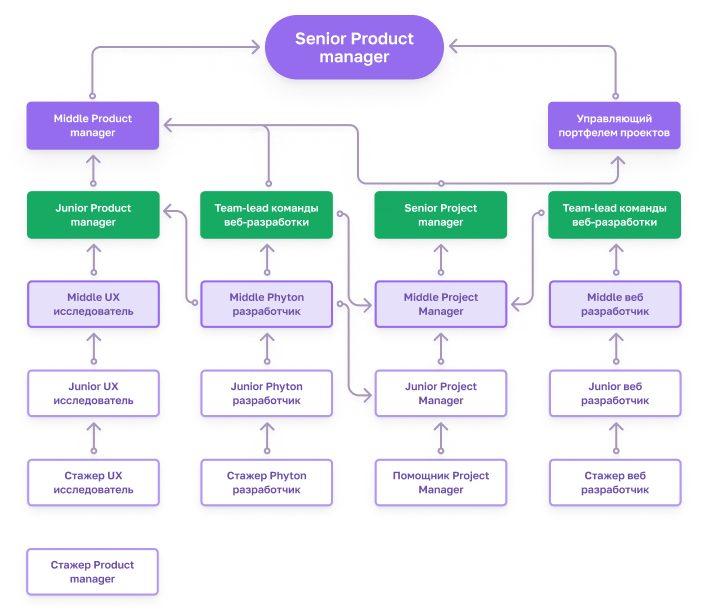 Senior Product
manager
Middle Product
manager
Управляющий
портфелем проектов
Junior Product
manager
Team-lead команды
веб-разработки
Senior Project
manager
Team-lead команды
веб-разработки
Middle UX
исследователь
Middle Phyton
разработчик
Middle Project
Manager
Middle веб
разработчик
Junior UX
исследователь
Junior Phyton
разработчик
Junior Project
Manager
Junior веб
разработчик
Стажер UX
исследователь
Стажер Phyton
разработчик
Помощник Project
Manager
Стажер веб
разработчик
Стажер Product
manager